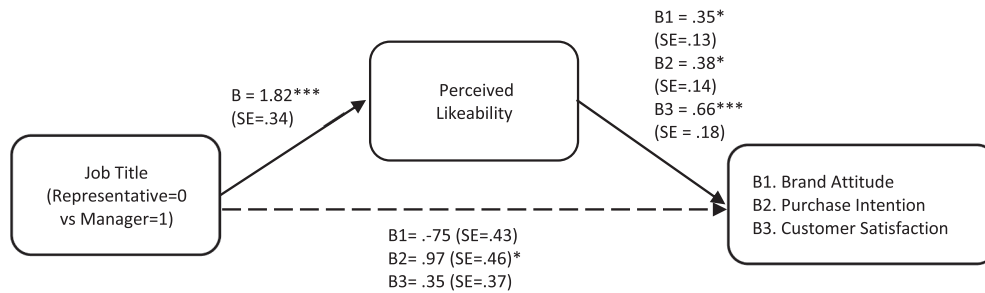 B1 = .35*
(SE=.13)
B2 = .38*
(SE=.14)
B3 = .66***
(SE = .18)
B = 1.82***
(SE=.34)
Perceived
Likeability
Job Title
(Representative=0
vs Manager=1)
B1. Brand Attitude
B2. Purchase Intention
B3. Customer Satisfaction
B1= .-75 (SE=.43)
B2= .97 (SE=.46)*
B3= .35 (SE=.37)